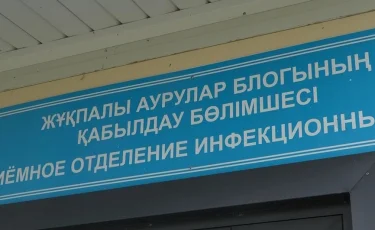 ЖҰҚПАЛЫ АУРУЛАР БЛОГЫНЫҢ
ҚАБЫЛДАУ БӨЛІМШЕСІ
ИЁМНОЕ ОТДЕЛЕНИЕ ИНФЕКЦИОННЫ